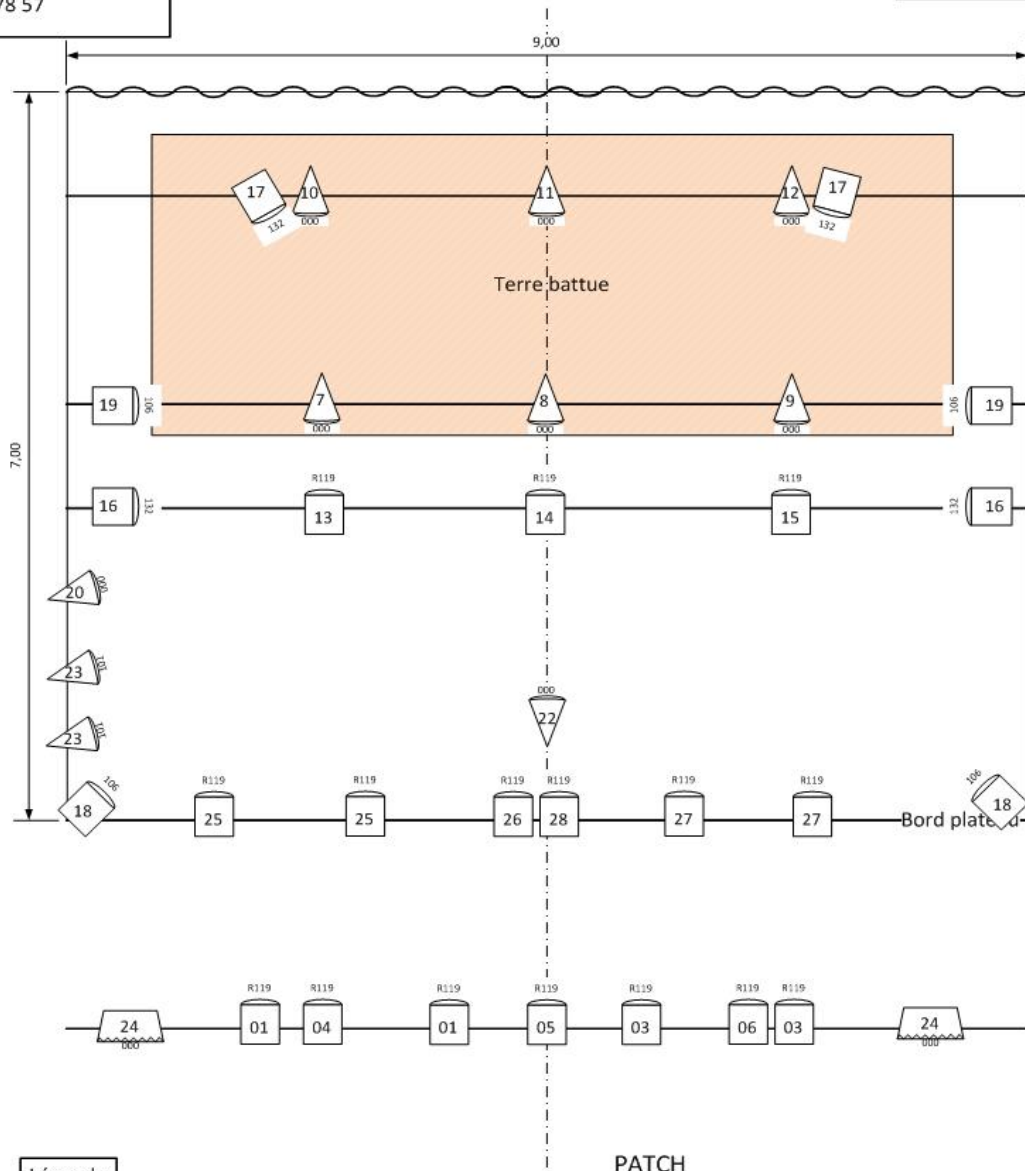 78 57
9,00
17 10 11 12 17
132 000 000 000 132
Terre battue
7,00
19 106 7 8 9 106 19
000 000 000
R119 R119 R119
16 132 13 14 15 132 16
20 000
23 101
000
22
23 101
106 R119 R119 R119 R119 R119 R119 106
18 25 25 26 28 27 27 Bord plateau 18
R119 R119 R119 R119 R119 R119 R119
24 01 04 01 05 03 06 03 24
000 000
PATCH